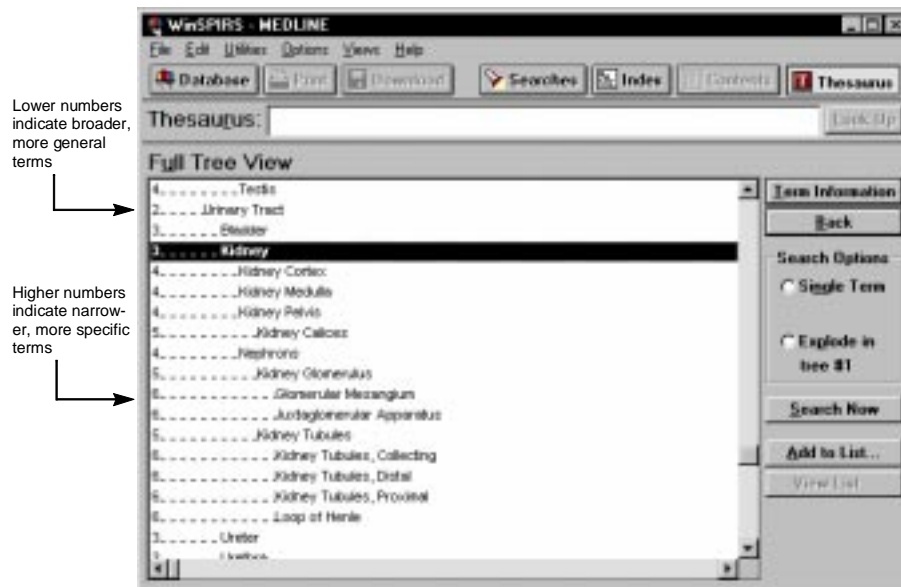 WinSPIRS - MEDLINE
File Edit Utilities Options Views Help
Database Print Download Searches Index Contents Thesaurus
Thesaurus: Look Up
Full Tree View
4. . . . . . . . . Testis
2. . . . . Urinary Tract
3. . . . . . . Bladder
3. . . . . . . Kidney
4. . . . . . . . . Kidney Cortex
4. . . . . . . . . Kidney Medulla
4. . . . . . . . . Kidney Pelvis
5. . . . . . . . . . . Kidney Calices
4. . . . . . . . . Nephrons
5. . . . . . . . . . . Kidney Glomerulus
6. . . . . . . . . . . . . Glomerular Mesangium
6. . . . . . . . . . . . . Juxtaglomerular Apparatus
5. . . . . . . . . . . Kidney Tubules
6. . . . . . . . . . . . . Kidney Tubules, Collecting
6. . . . . . . . . . . . . Kidney Tubules, Distal
6. . . . . . . . . . . . . Kidney Tubules, Proximal
6. . . . . . . . . . . . . Loop of Henle
3. . . . . . . Ureter
Term Information
Back
Search Options
Single Term
Explode in
tree #1
Search Now
Add to List...
View List
Lower numbers
indicate broader,
more general
terms
Higher numbers
indicate narrow-
er, more specific
terms